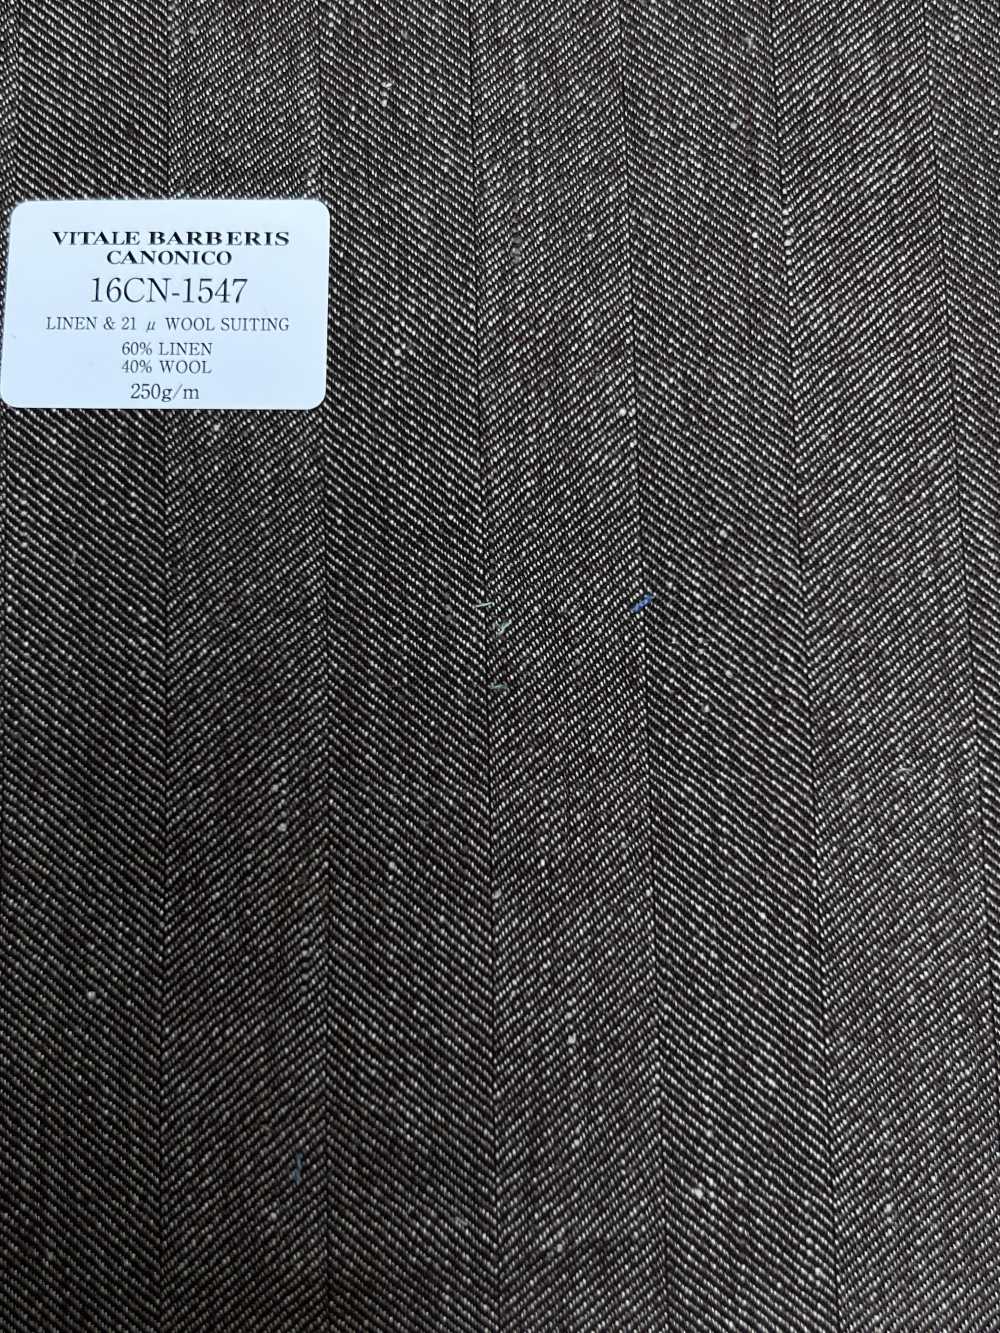 VITALE BARBERIS
CANONICO
16CN-1547
LINEN & 21 μ WOOL SUITING
60% LINEN
40% WOOL
250g/m